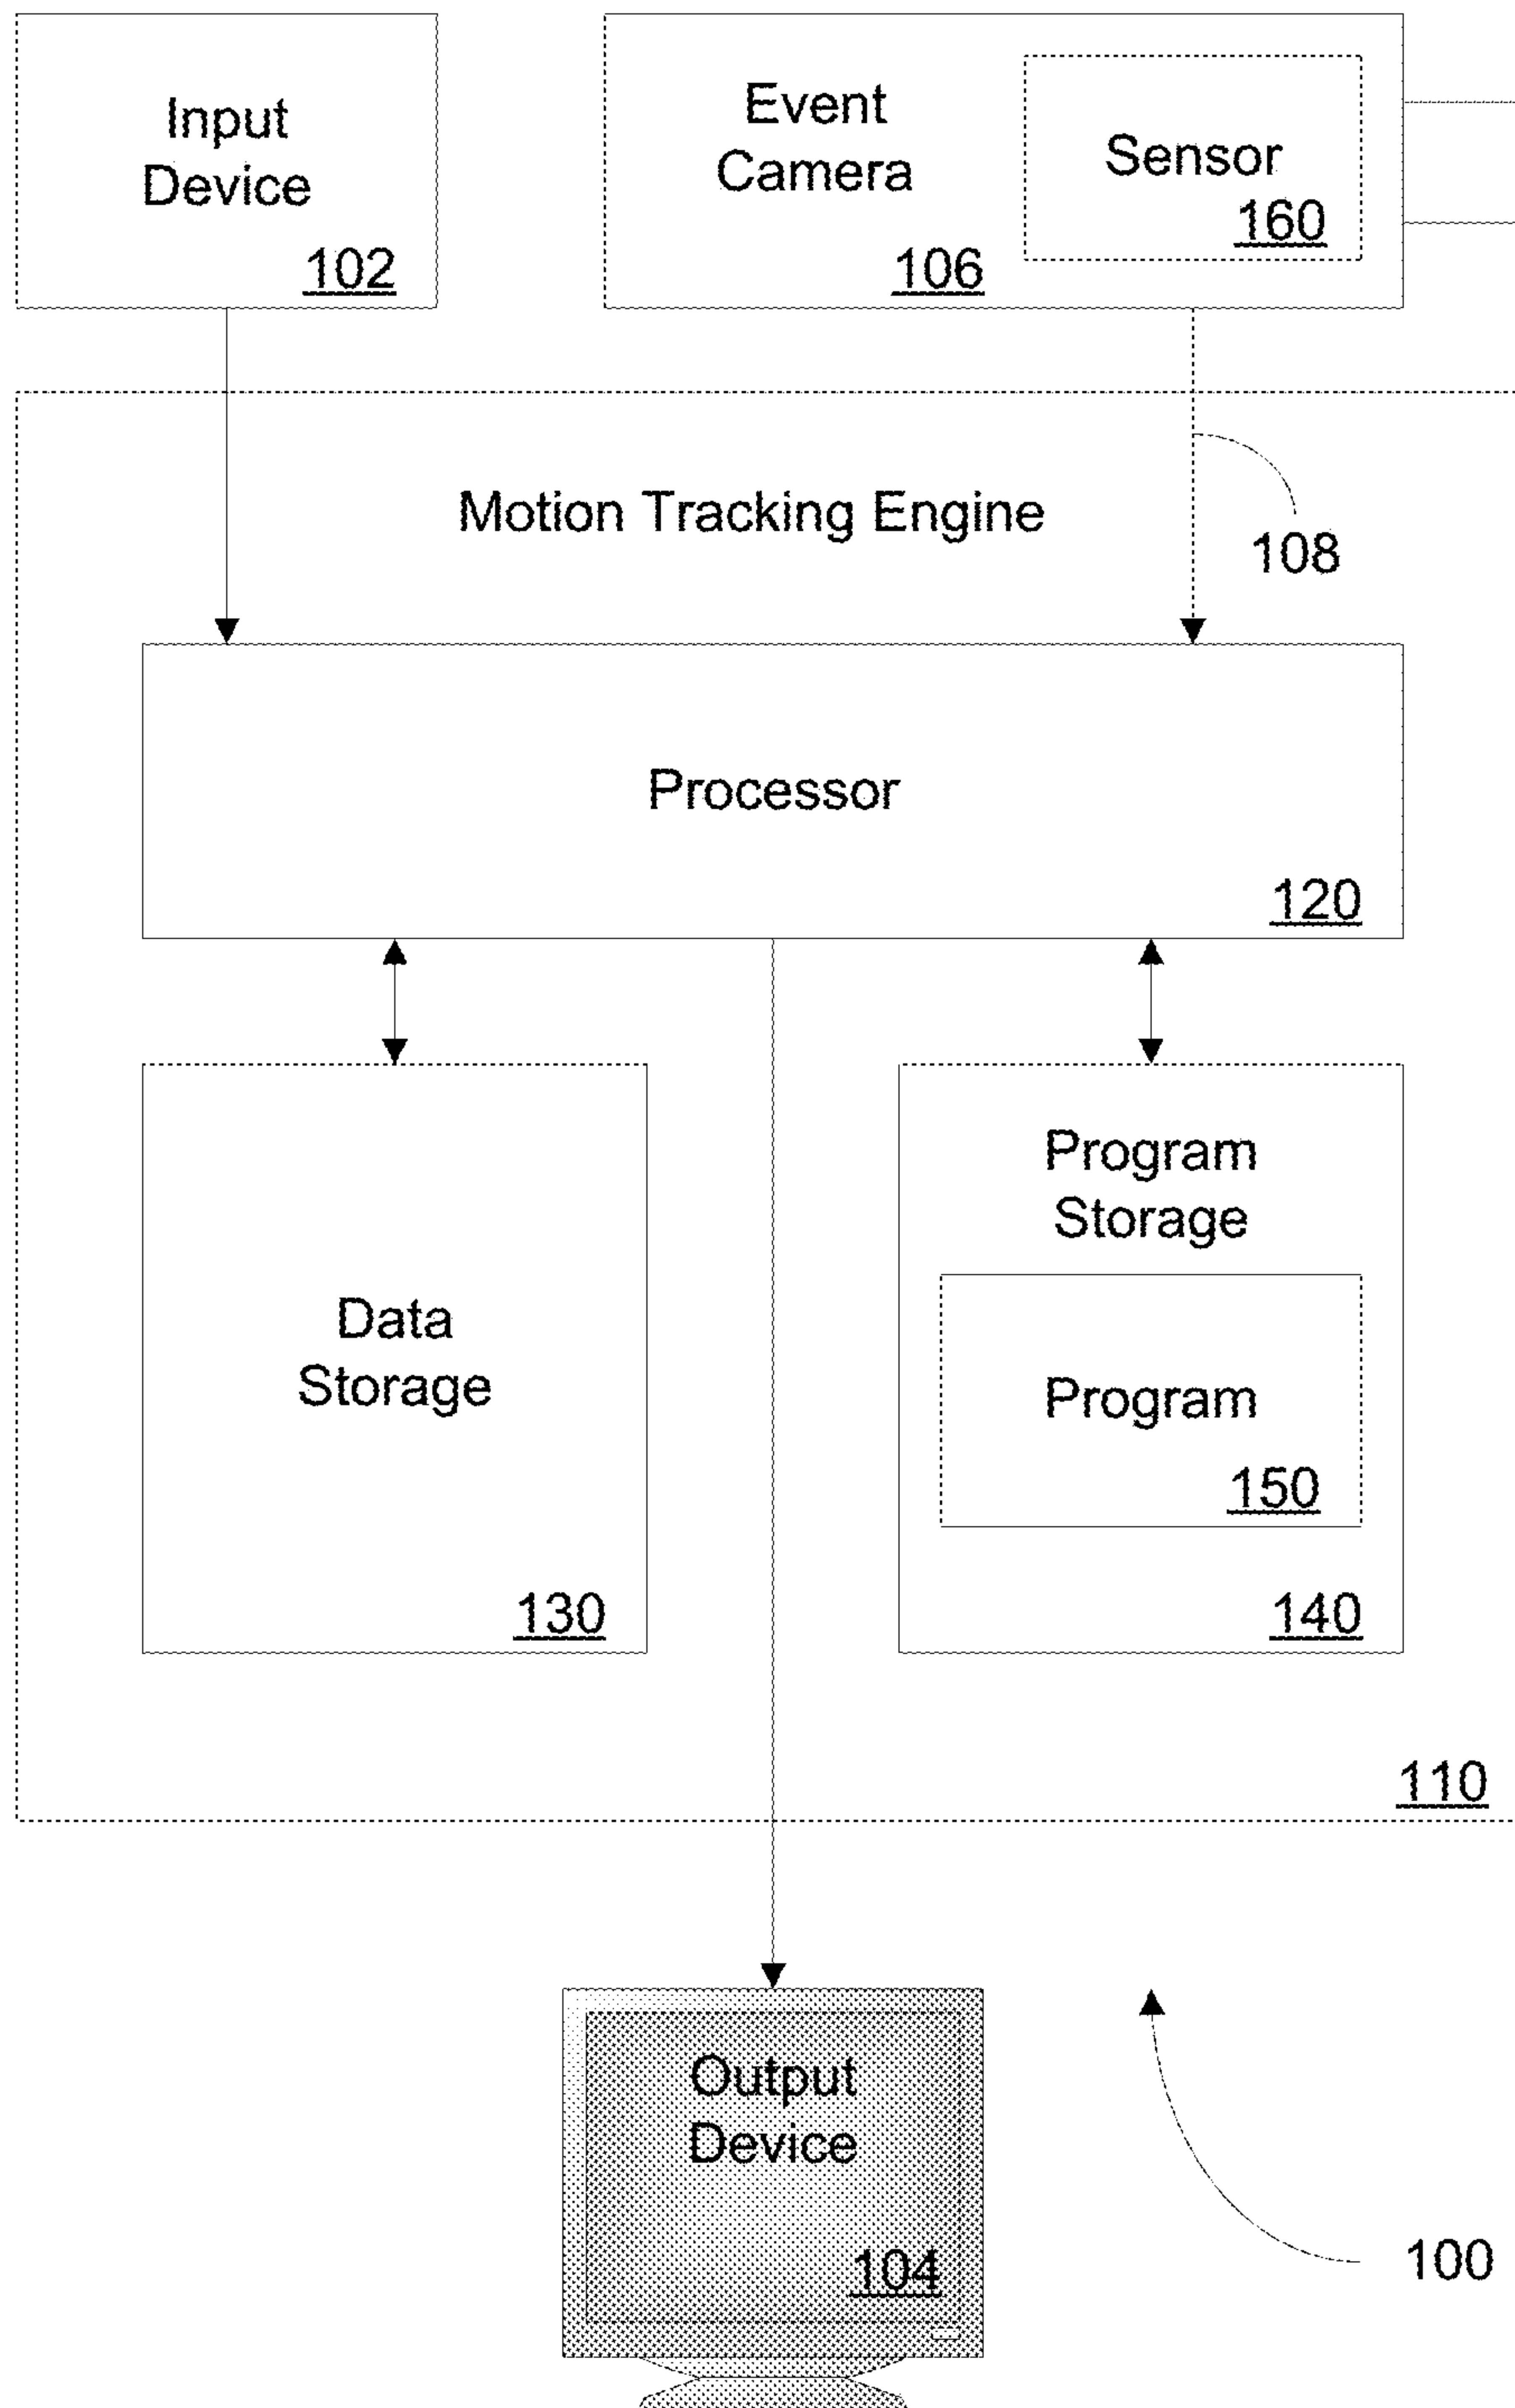 Input
Device
102
Event
Camera
106
Sensor
160
Motion Tracking Engine
108
Processor
120
Data
Storage
130
Program
Storage
Program
150
140
110
Output
Device
104
100